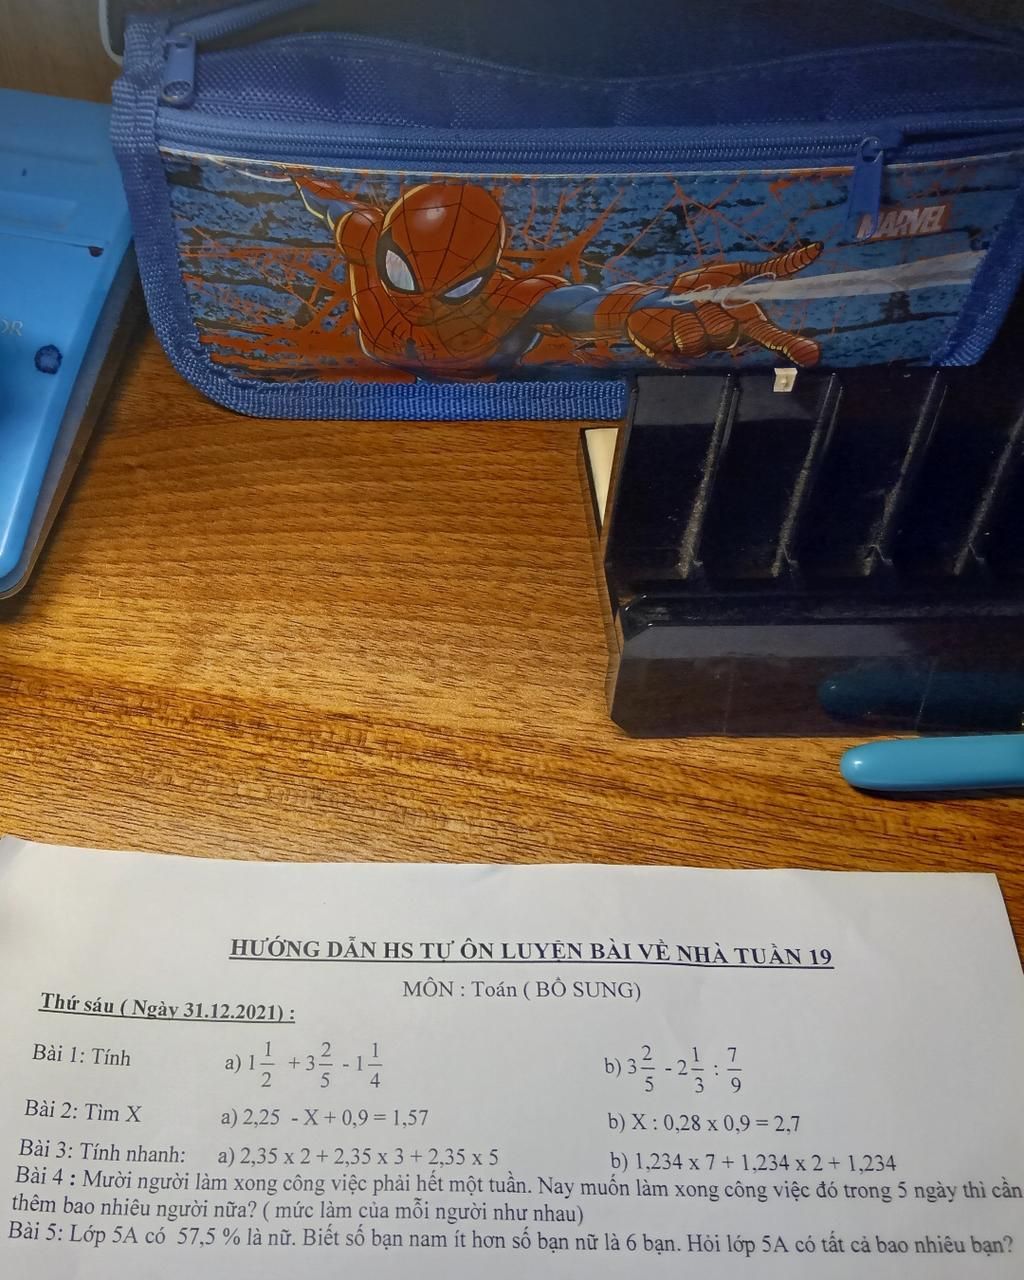 MARVEL
HƯỚNG DẪN HS TỰ ÔN LUYỆN BÀI VỀ NHÀ TUẦN 19
MÔN : Toán ( BỔ SUNG)
Thứ sáu ( Ngày 31.12.2021) :
Bài 1: Tính a) 1 1/2 + 3 2/5 - 1 1/4 b) 3 2/5 - 2 1/3 : 7/9
Bài 2: Tìm X a) 2,25 - X + 0,9 = 1,57 b) X : 0,28 x 0,9 = 2,7
Bài 3: Tính nhanh: a) 2,35 x 2 + 2,35 x 3 + 2,35 x 5 b) 1,234 x 7 + 1,234 x 2 + 1,234
Bài 4 : Mười người làm xong công việc phải hết một tuần. Nay muốn làm xong công việc đó trong 5 ngày thì cần
thêm bao nhiêu người nữa? ( mức làm của mỗi người như nhau)
Bài 5: Lớp 5A có 57,5 % là nữ. Biết số bạn nam ít hơn số bạn nữ là 6 bạn. Hỏi lớp 5A có tất cả bao nhiêu bạn?